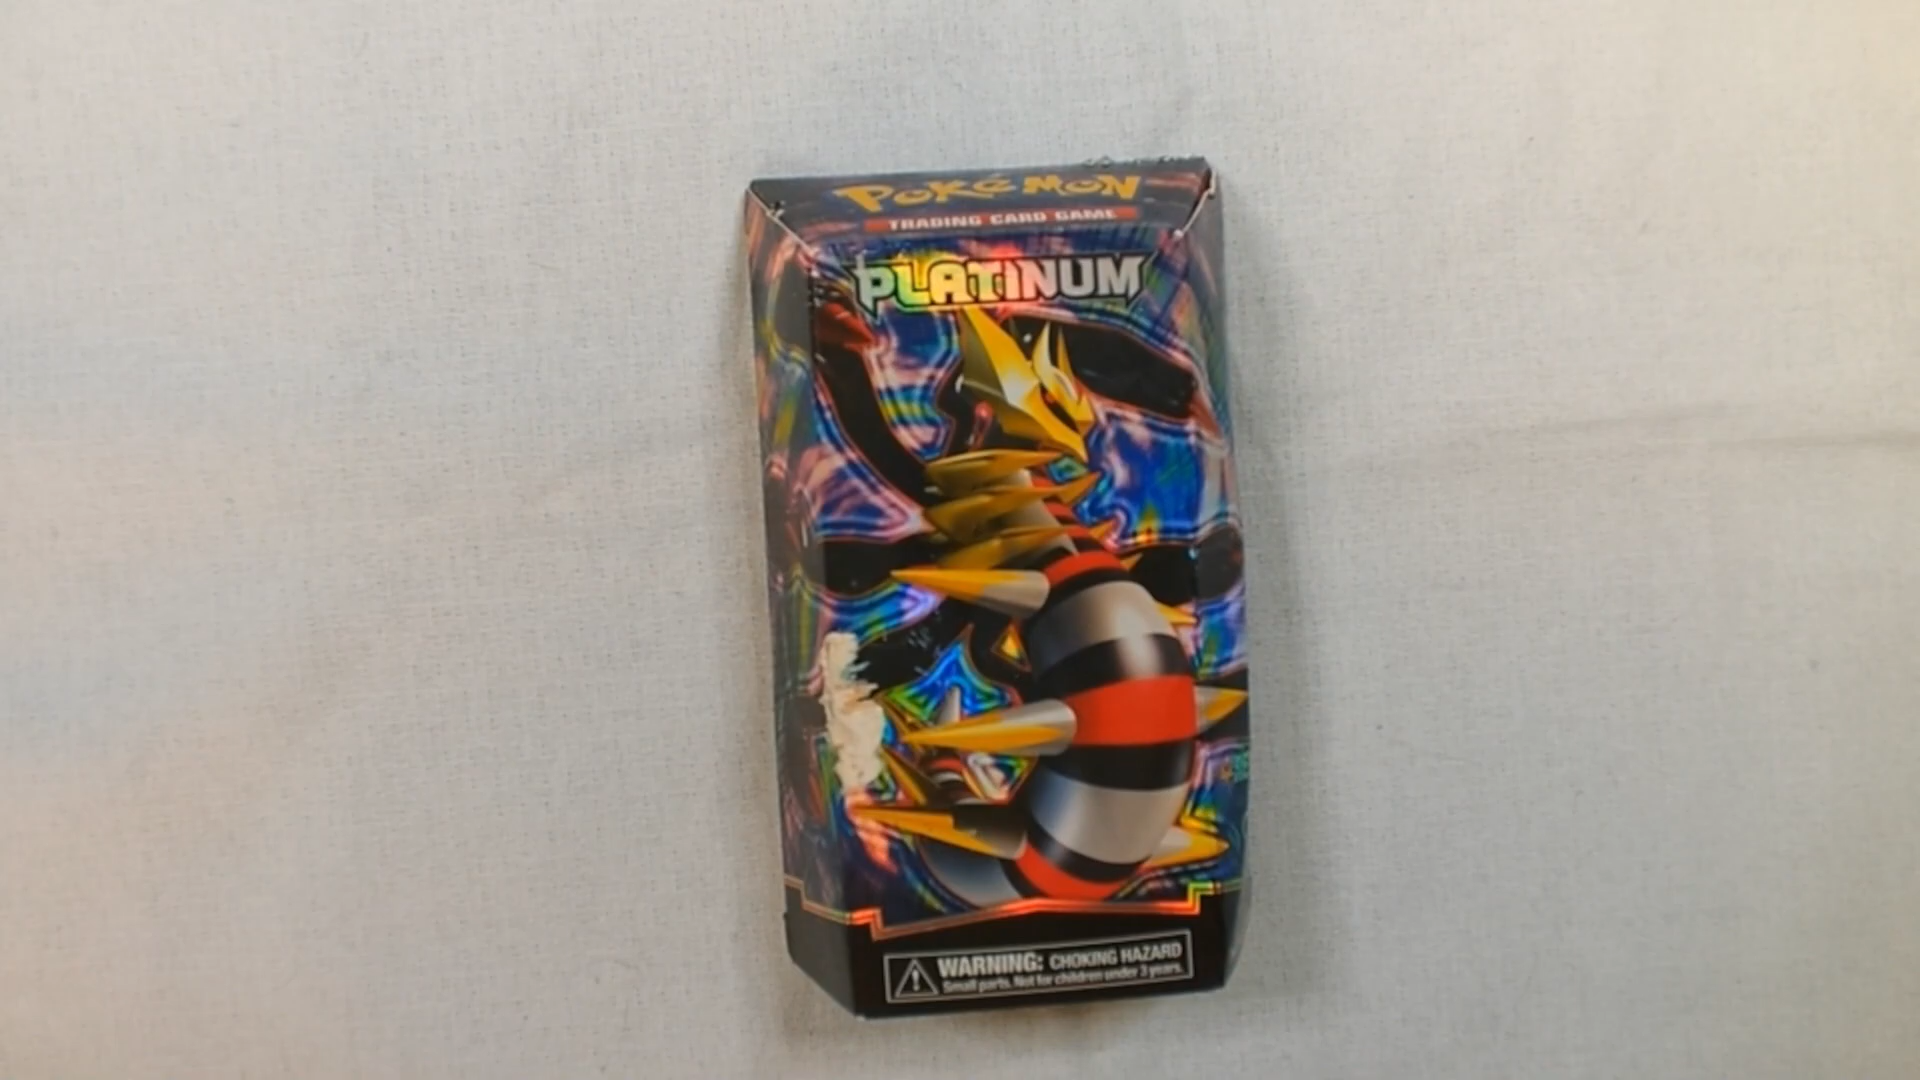 POKéMON
TRADING CARD GAME
PLATINUM
WARNING: CHOKING HAZARD
Small parts. Not for children under 3 years.